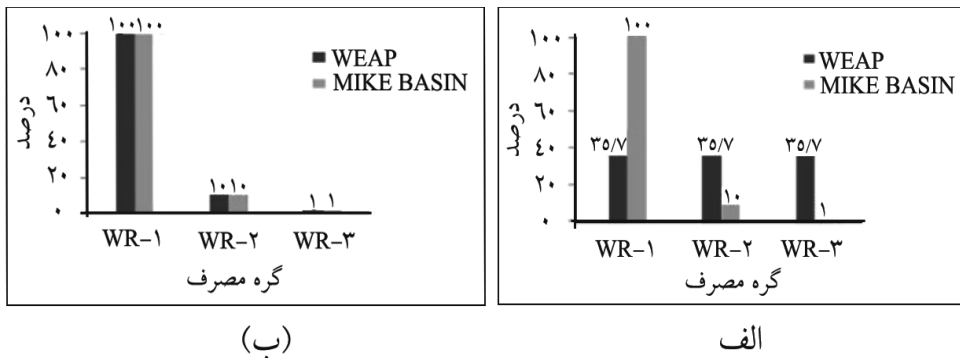 ۱۰۰ ۱۰۰
۱۰۰
۸۰
۶۰
۴۰
۲۰
۰
درصد
WEAP
MIKE BASIN
۱۰ ۱۰
۱ ۱
WR-۱ WR-۲ WR-۳
گره مصرف
(ب)
۱۰۰
۱۰۰
۸۰
۶۰
۴۰
۲۰
۰
درصد
WEAP
MIKE BASIN
۳۵/۷ ۳۵/۷ ۳۵/۷
۱۰
۱
WR-۱ WR-۲ WR-۳
گره مصرف
الف